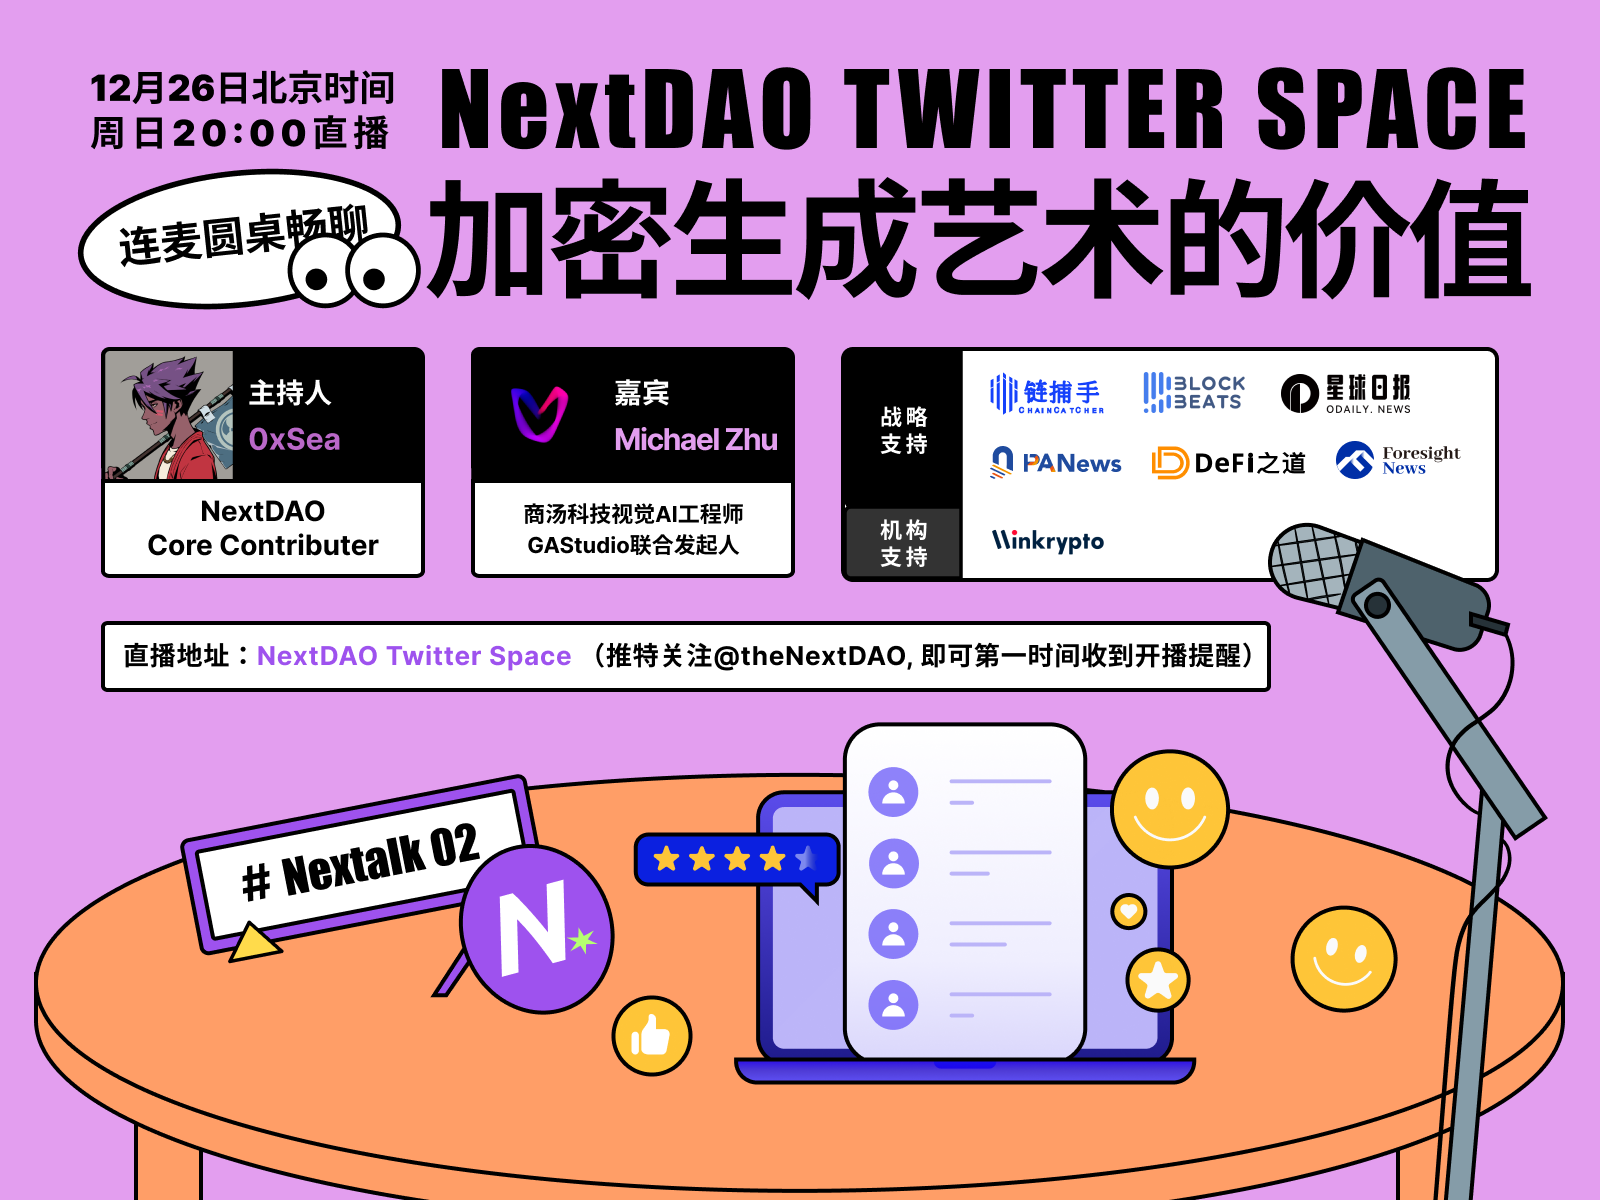 12月26日北京时间
周日20:00直播
NextDAO TWITTER SPACE
连麦圆桌畅聊
加密生成艺术的价值
主持人
0xSea
NextDAO
Core Contributer
嘉宾
Michael Zhu
商汤科技视觉AI工程师
GAStudio联合发起人
战略
支持
链捕手
CHAINCATCHER
BLOCK
BEATS
星球日报
ODAILY. NEWS
PANews
DeFi之道
Foresight
News
机构
支持
winkrypto
直播地址：NextDAO Twitter Space （推特关注@theNextDAO, 即可第一时间收到开播提醒）
# Nextalk 02
N